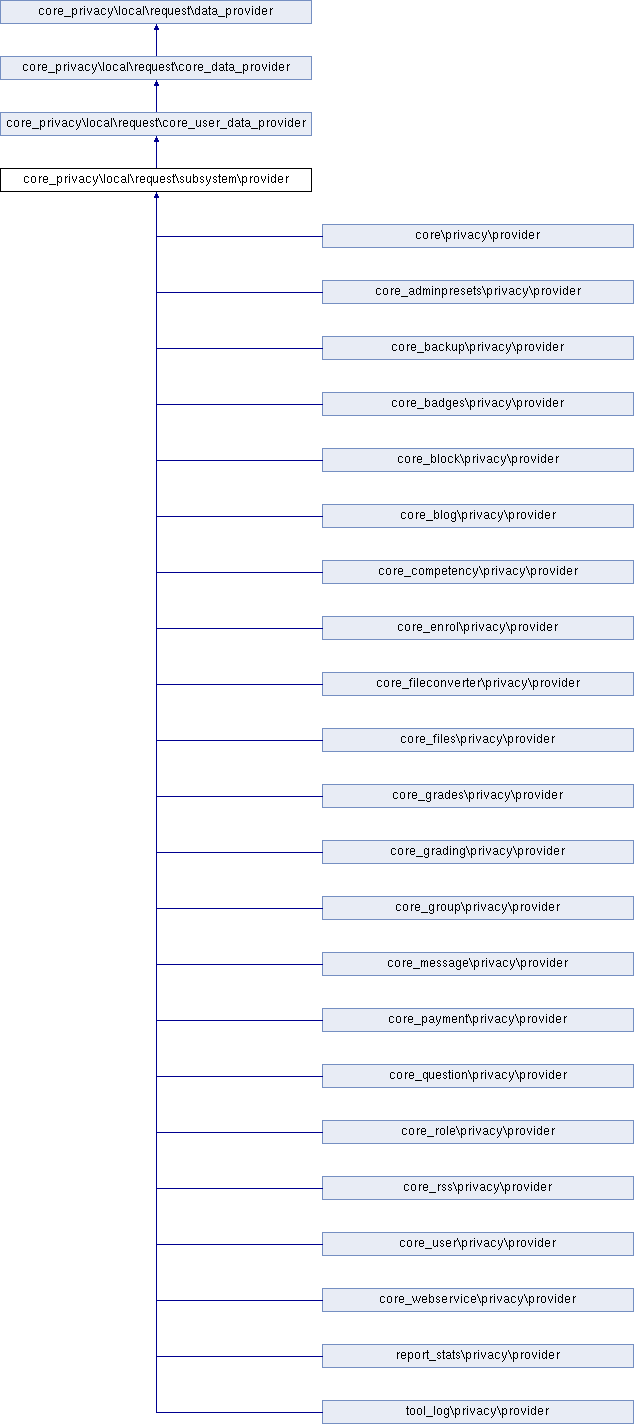 core_privacy\local\request\data_provider
core_privacy\local\request\core_data_provider
core_privacy\local\request\core_user_data_provider
core_privacy\local\request\subsystem\provider
core\privacy\provider
core_adminpresets\privacy\provider
core_backup\privacy\provider
core_badges\privacy\provider
core_block\privacy\provider
core_blog\privacy\provider
core_competency\privacy\provider
core_enrol\privacy\provider
core_fileconverter\privacy\provider
core_files\privacy\provider
core_grades\privacy\provider
core_grading\privacy\provider
core_group\privacy\provider
core_message\privacy\provider
core_payment\privacy\provider
core_question\privacy\provider
core_role\privacy\provider
core_rss\privacy\provider
core_user\privacy\provider
core_webservice\privacy\provider
report_stats\privacy\provider
tool_log\privacy\provider